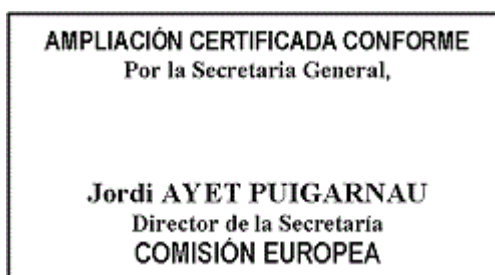 AMPLIACIÓN CERTIFICADA CONFORME
Por la Secretaria General,
Jordi AYET PUIGARNAU
Director de la Secretaría
COMISIÓN EUROPEA